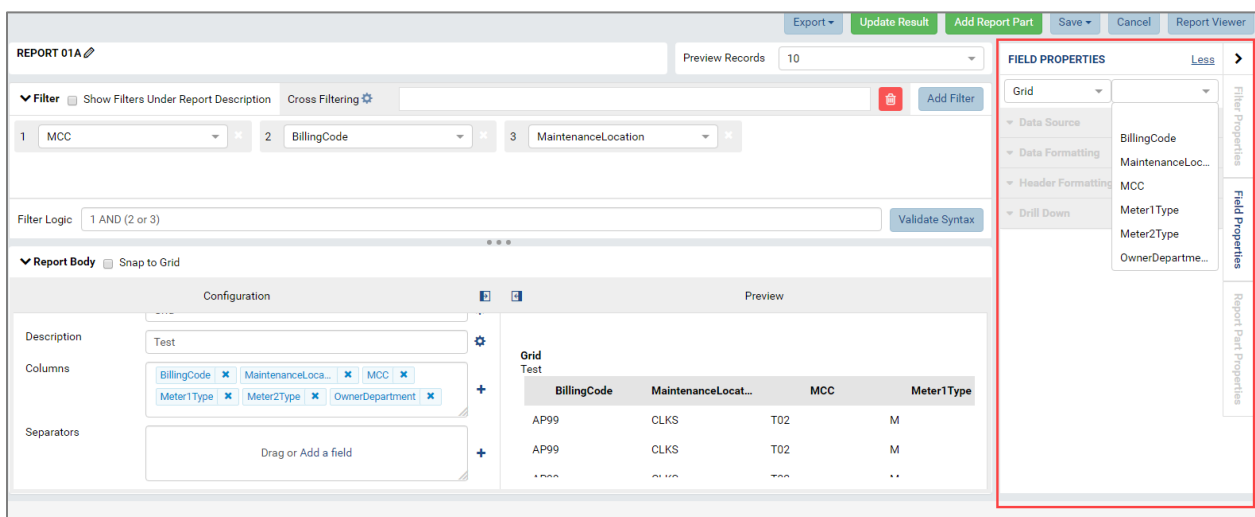 Export Update Result Add Report Part Save Cancel Report Viewer
REPORT 01A Preview Records 10
FIELD PROPERTIES Less
Filter Show Filters Under Report Description Cross Filtering Add Filter
Grid
1 MCC 2 BillingCode 3 MaintenanceLocation
Data Source
Data Formatting
Header Formatting
Drill Down
BillingCode
MaintenanceLoc...
MCC
Meter1Type
Meter2Type
OwnerDepartme...
Filter Properties
Field Properties
Report Part Properties
Filter Logic 1 AND (2 or 3) Validate Syntax
Report Body Snap to Grid
Configuration Preview
Description Test
Columns BillingCode MaintenanceLoca... MCC
Meter1Type Meter2Type OwnerDepartment
Separators Drag or Add a field
Grid
Test
BillingCode MaintenanceLocat... MCC Meter1Type
AP99 CLKS T02 M
AP99 CLKS T02 M